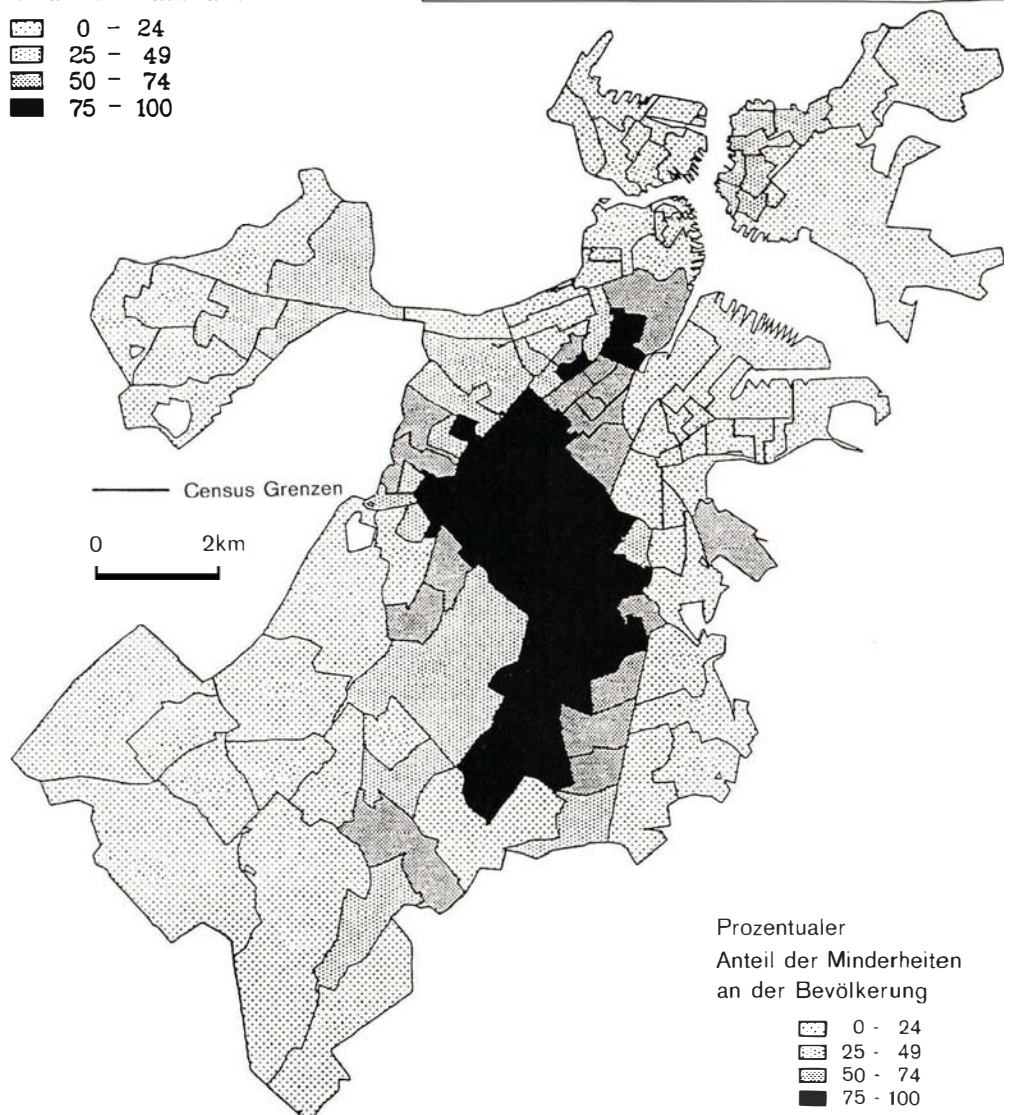 0 - 24
25 - 49
50 - 74
75 - 100
Census Grenzen
0 2km
Prozentualer
Anteil der Minderheiten
an der Bevölkerung
0 - 24
25 - 49
50 - 74
75 - 100